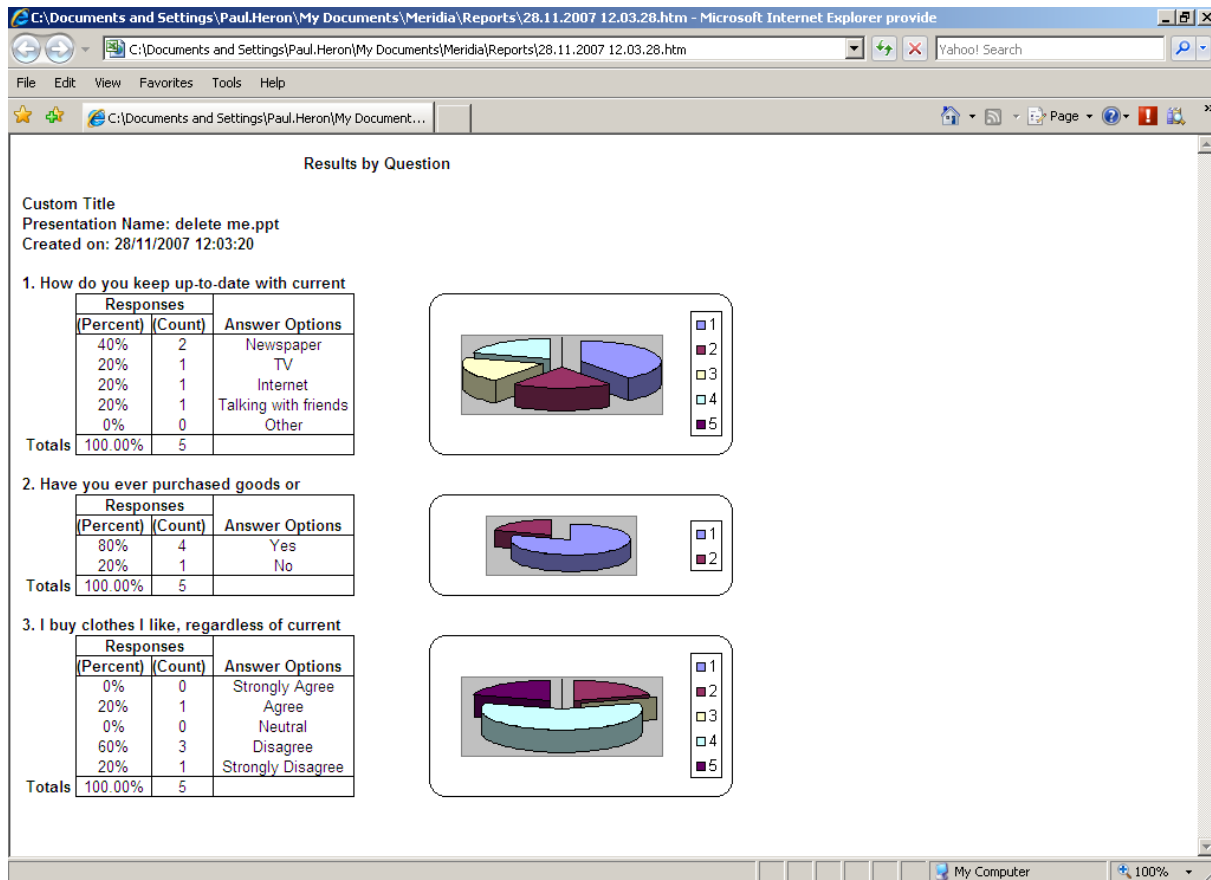 C:\Documents and Settings\Paul.Heron\My Documents\Meridia\Reports\28.11.2007 12.03.28.htm - Microsoft Internet Explorer provide
C:\Documents and Settings\Paul.Heron\My Documents\Meridia\Reports\28.11.2007 12.03.28.htm Yahoo! Search
File Edit View Favorites Tools Help
C:\Documents and Settings\Paul.Heron\My Document... Page
Results by Question
Custom Title
Presentation Name: delete me.ppt
Created on: 28/11/2007 12:03:20
1. How do you keep up-to-date with current
Responses
(Percent) (Count) Answer Options
40% 2 Newspaper
20% 1 TV
20% 1 Internet
20% 1 Talking with friends
0% 0 Other
Totals 100.00% 5
1
2
3
4
5
2. Have you ever purchased goods or
Responses
(Percent) (Count) Answer Options
80% 4 Yes
20% 1 No
Totals 100.00% 5
1
2
3. I buy clothes I like, regardless of current
Responses
(Percent) (Count) Answer Options
0% 0 Strongly Agree
20% 1 Agree
0% 0 Neutral
60% 3 Disagree
20% 1 Strongly Disagree
Totals 100.00% 5
1
2
3
4
5
My Computer 100%